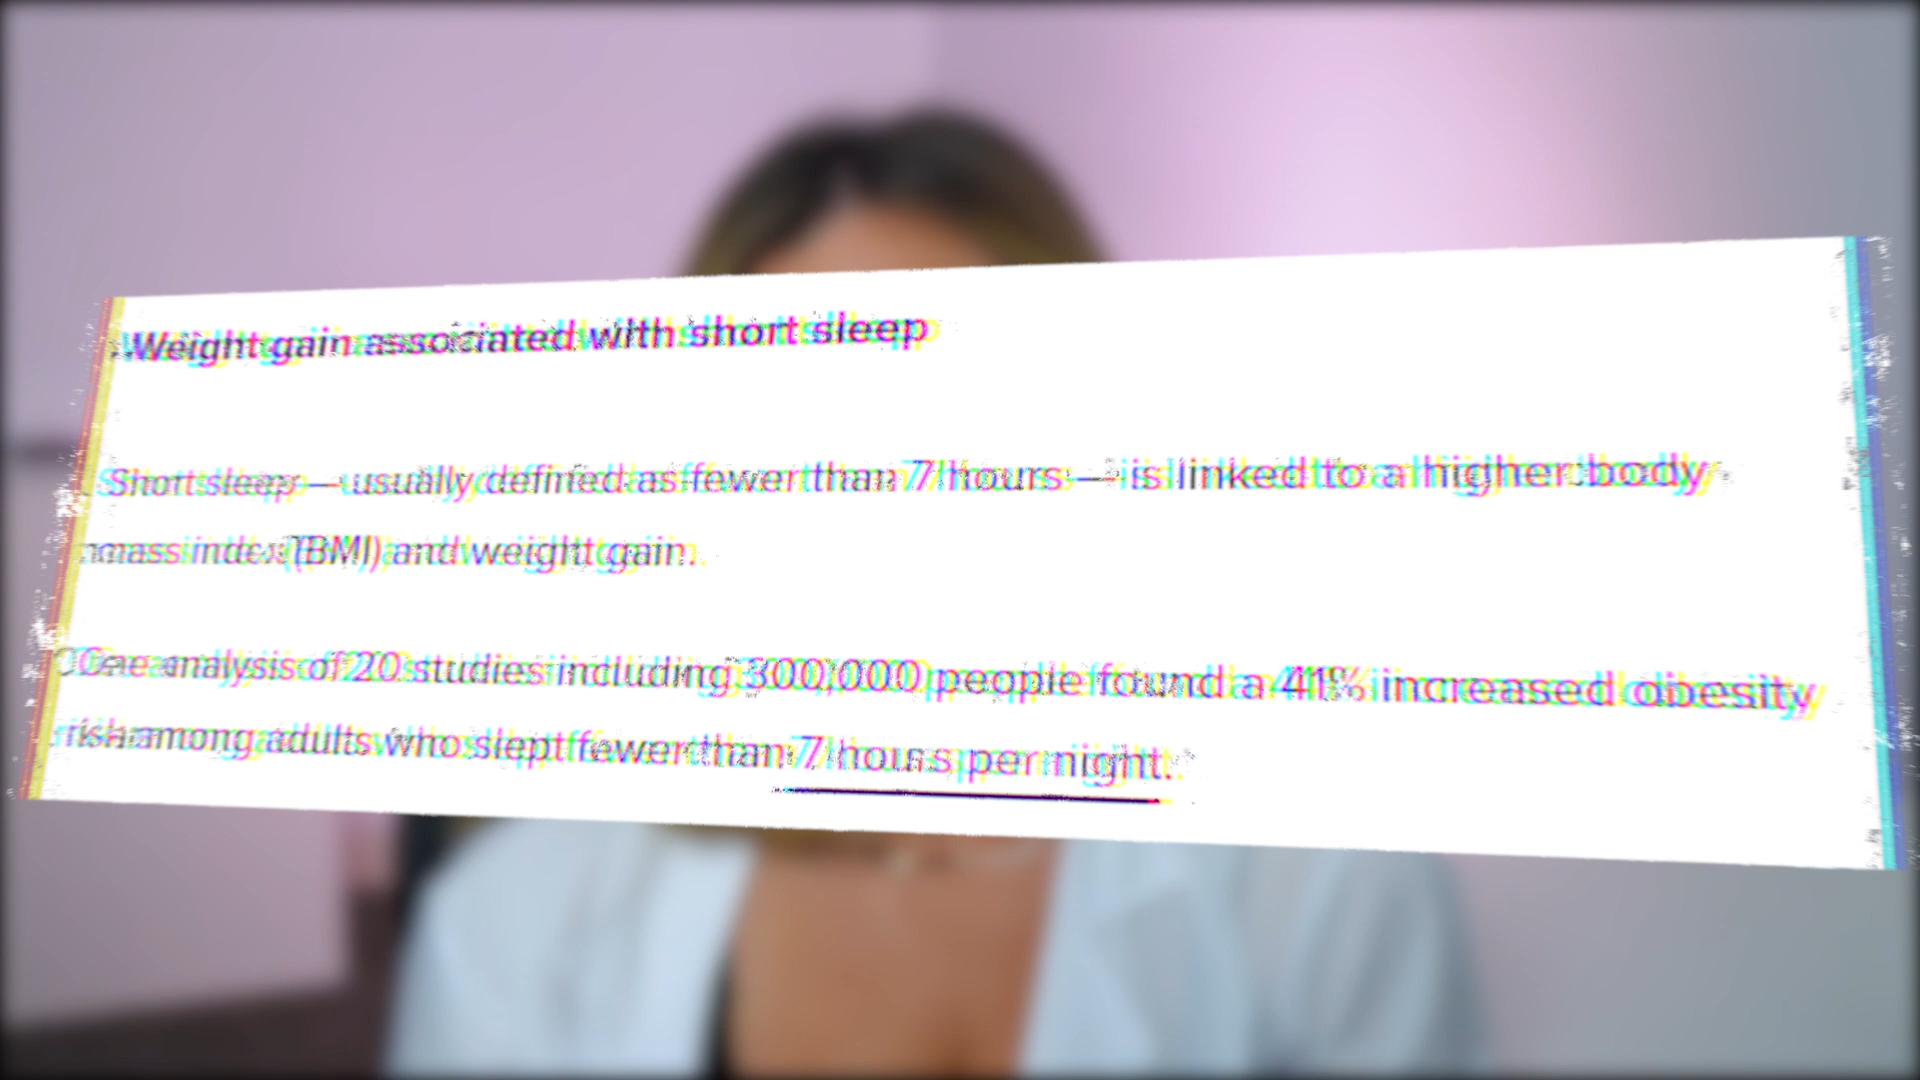 Weight gain associated with short sleep
Short sleep — usually defined as fewer than 7 hours — is linked to a higher body
mass index (BMI) and weight gain.
One analysis of 20 studies including 300,000 people found a 41% increased obesity
risk among adults who slept fewer than 7 hours per night.